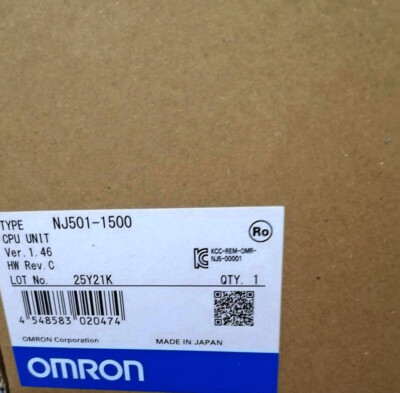 TYPE NJ501-1500
CPU UNIT
Ver. 1.46
HW Rev. C
Ro
KCC-REM-OMR-
NJ5-00001
LOT No. 25Y21K QTY. 1
4 548583 020474
OMRON Corporation MADE IN JAPAN
OMRON